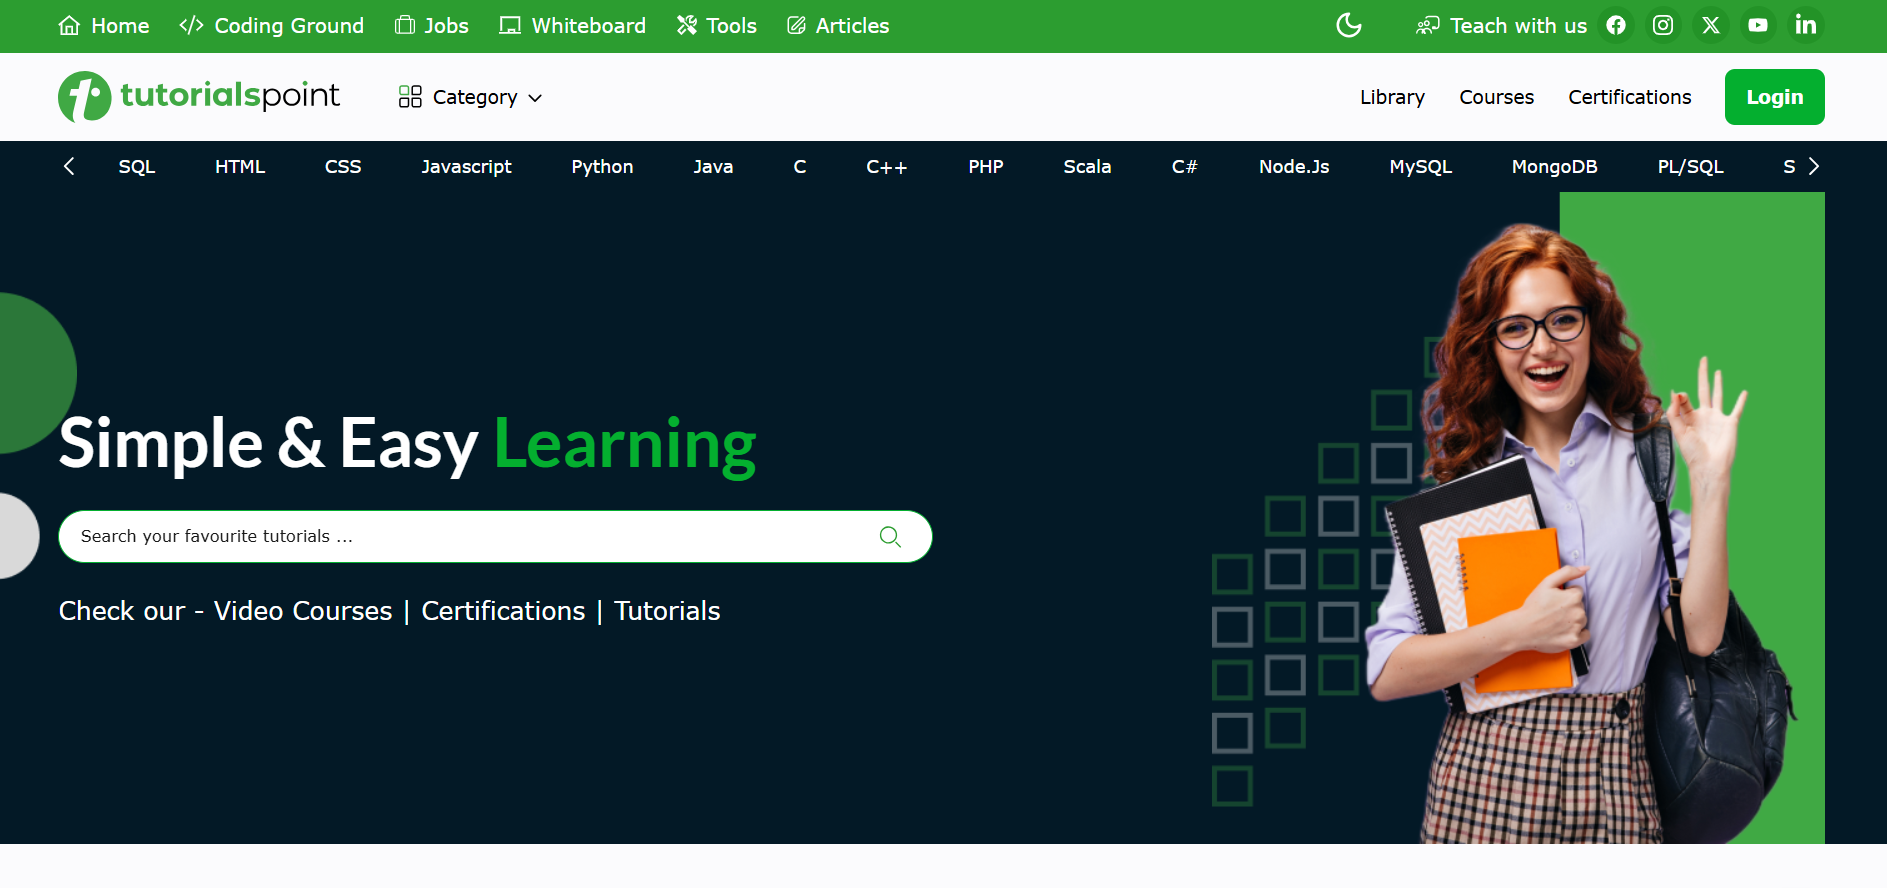 Home Coding Ground Jobs Whiteboard Tools Articles Teach with us
tutorialspoint Category Library Courses Certifications Login
SQL HTML CSS Javascript Python Java C C++ PHP Scala C# Node.Js MySQL MongoDB PL/SQL S
Simple & Easy Learning
Search your favourite tutorials ...
Check our - Video Courses | Certifications | Tutorials